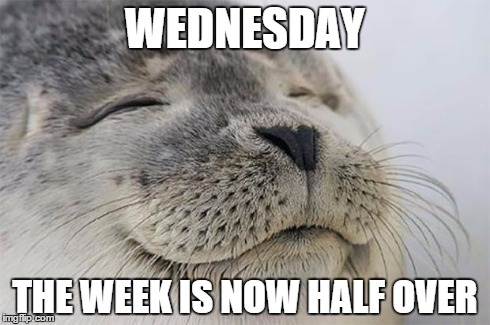 WEDNESDAY
THE WEEK IS NOW HALF OVER
imgflip.com